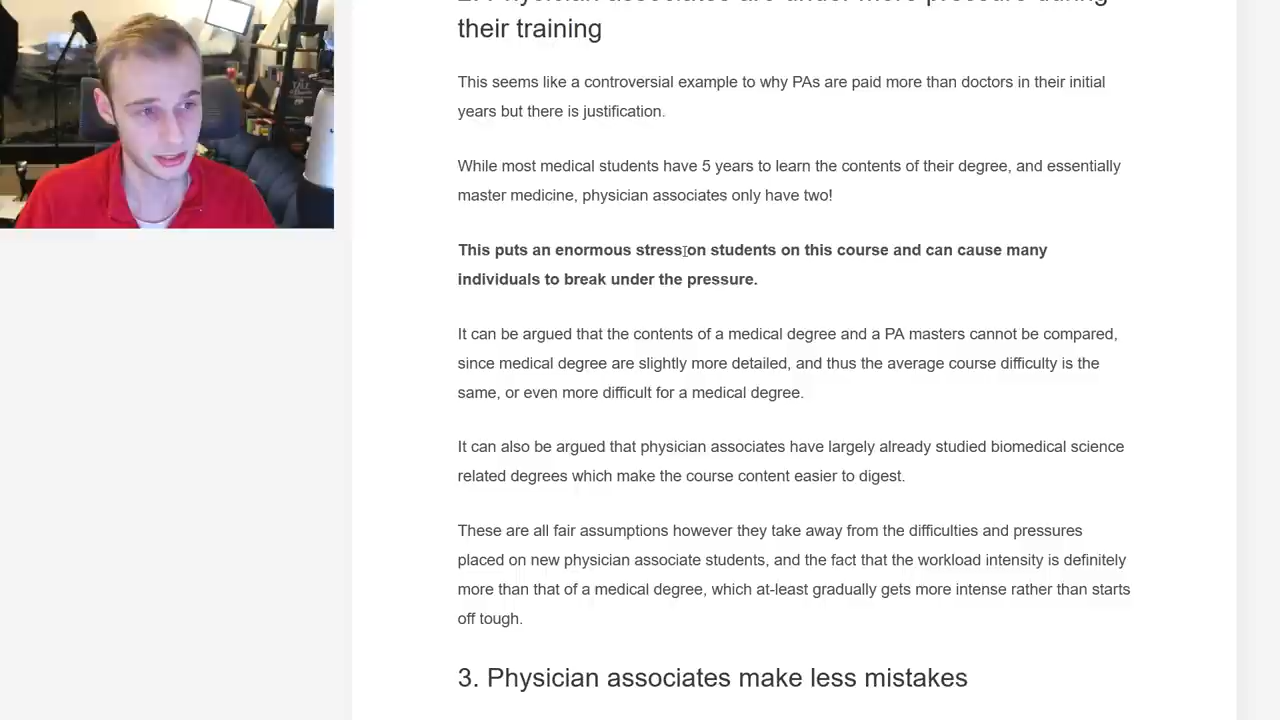 2. Physician associates are under more pressure during
their training
This seems like a controversial example to why PAs are paid more than doctors in their initial
years but there is justification.
While most medical students have 5 years to learn the contents of their degree, and essentially
master medicine, physician associates only have two!
This puts an enormous stress on students on this course and can cause many
individuals to break under the pressure.
It can be argued that the contents of a medical degree and a PA masters cannot be compared,
since medical degree are slightly more detailed, and thus the average course difficulty is the
same, or even more difficult for a medical degree.
It can also be argued that physician associates have largely already studied biomedical science
related degrees which make the course content easier to digest.
These are all fair assumptions however they take away from the difficulties and pressures
placed on new physician associate students, and the fact that the workload intensity is definitely
more than that of a medical degree, which at-least gradually gets more intense rather than starts
off tough.
3. Physician associates make less mistakes